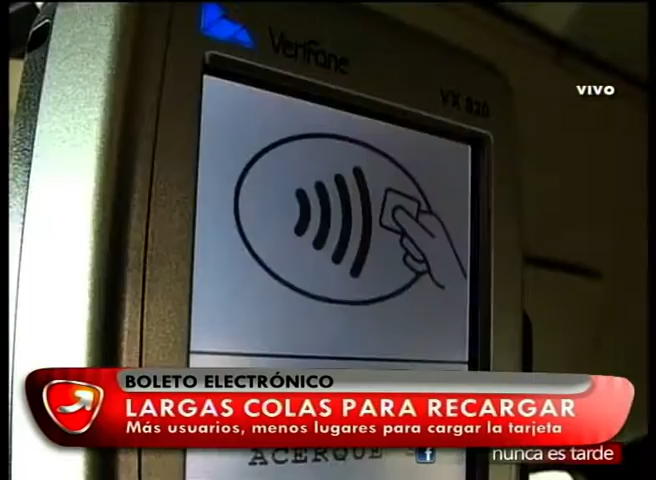 VeriFone
VX 820
VIVO
BOLETO ELECTRÓNICO
LARGAS COLAS PARA RECARGAR
Más usuarios, menos lugares para cargar la tarjeta
ACERQUE
f
nunca es tarde